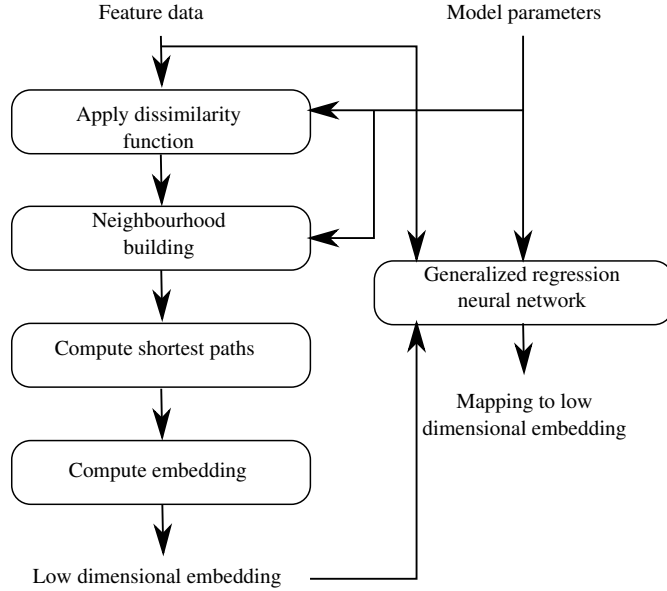 Feature data
Model parameters
Apply dissimilarity
function
Neighbourhood
building
Generalized regression
neural network
Compute shortest paths
Mapping to low
dimensional embedding
Compute embedding
Low dimensional embedding